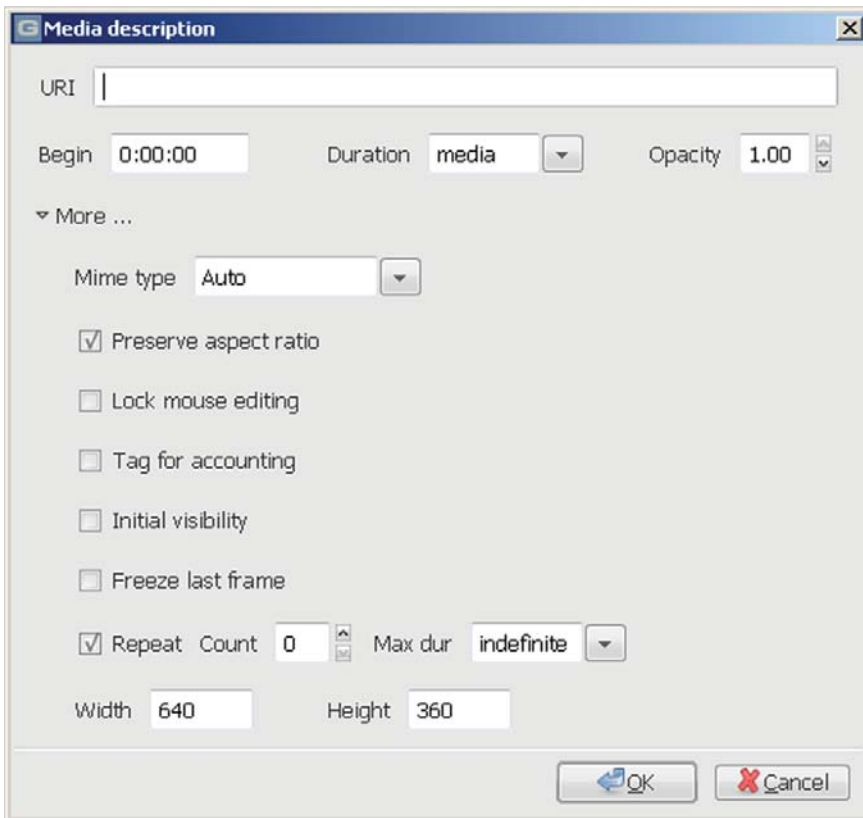 Media description
URI
Begin 0:00:00 Duration media Opacity 1.00
More ...
Mime type Auto
Preserve aspect ratio
Lock mouse editing
Tag for accounting
Initial visibility
Freeze last frame
Repeat Count 0 Max dur indefinite
Width 640 Height 360
OK Cancel